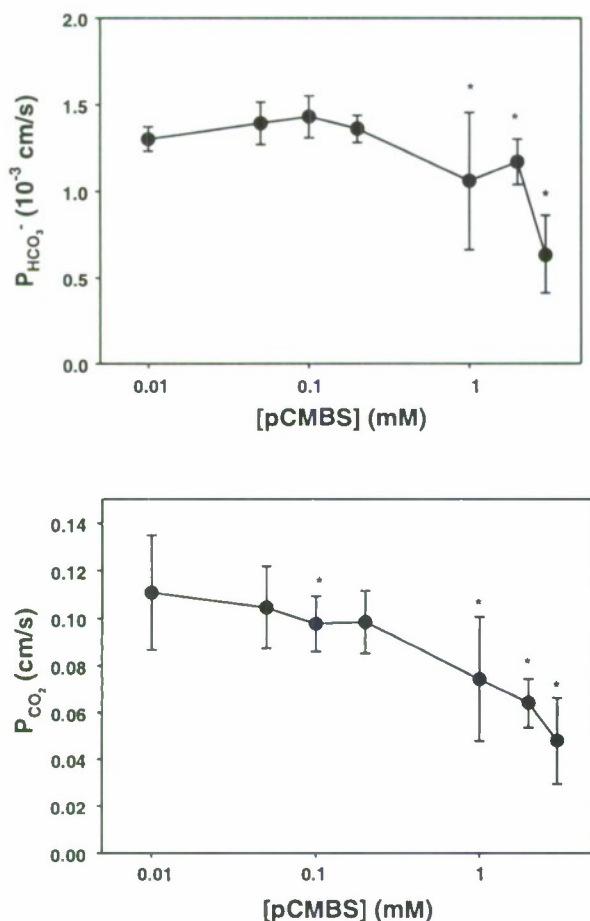 2.0
1.5
1.0
0.5
0.0
P_HCO₃⁻ (10⁻³ cm/s)
* * *
0.01 0.1 1
[pCMBS] (mM)
0.14
0.12
0.10
0.08
0.06
0.04
0.02
0.00
P_CO₂ (cm/s)
* * * *
0.01 0.1 1
[pCMBS] (mM)